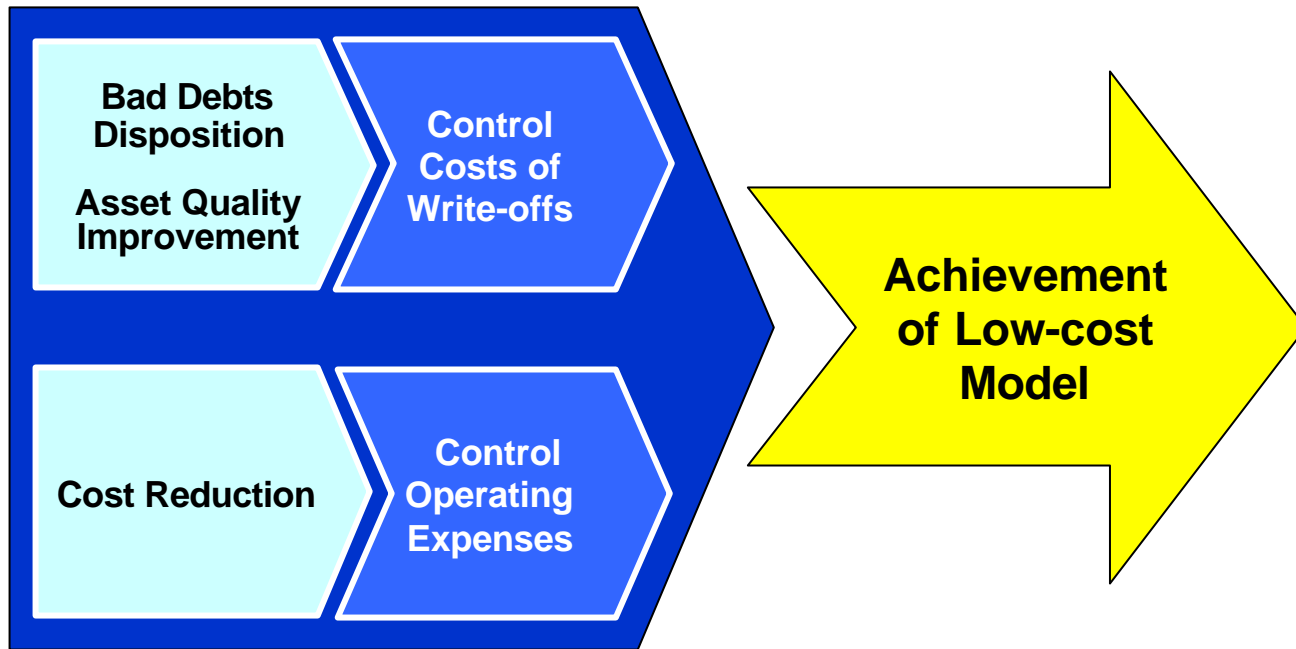 Bad Debts
Disposition
Asset Quality
Improvement
Control
Costs of
Write-offs
Cost Reduction
Control
Operating
Expenses
Achievement
of Low-cost
Model